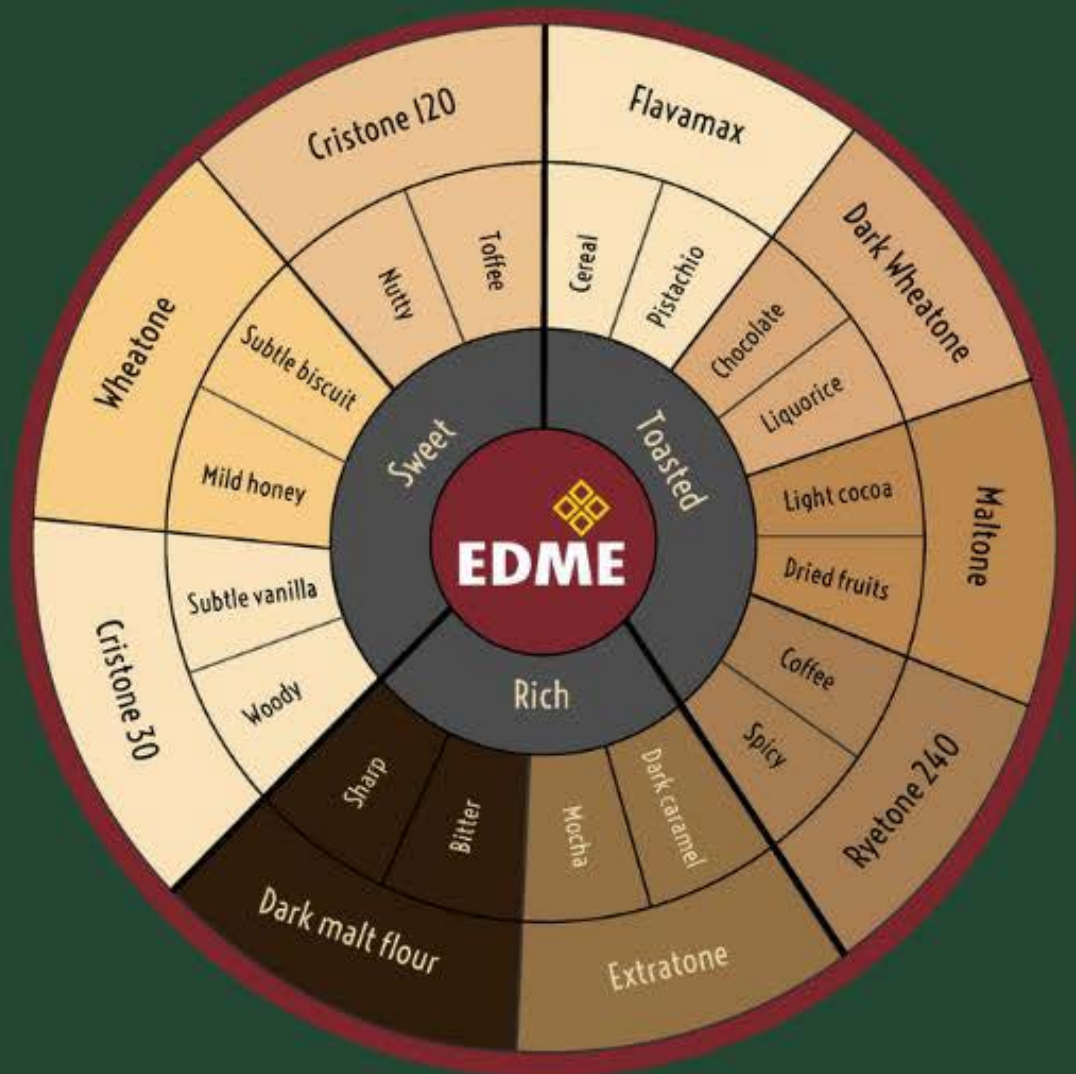 EDME
Sweet
Toasted
Rich
Flavamax
Cereal
Pistachio
Dark Wheatone
Chocolate
Liquorice
Maltone
Light cocoa
Dried fruits
Ryetone 240
Coffee
Spicy
Extratone
Dark caramel
Mocha
Dark malt flour
Bitter
Sharp
Cristone 30
Woody
Subtle vanilla
Wheatone
Mild honey
Subtle biscuit
Cristone 120
Nutty
Toffee